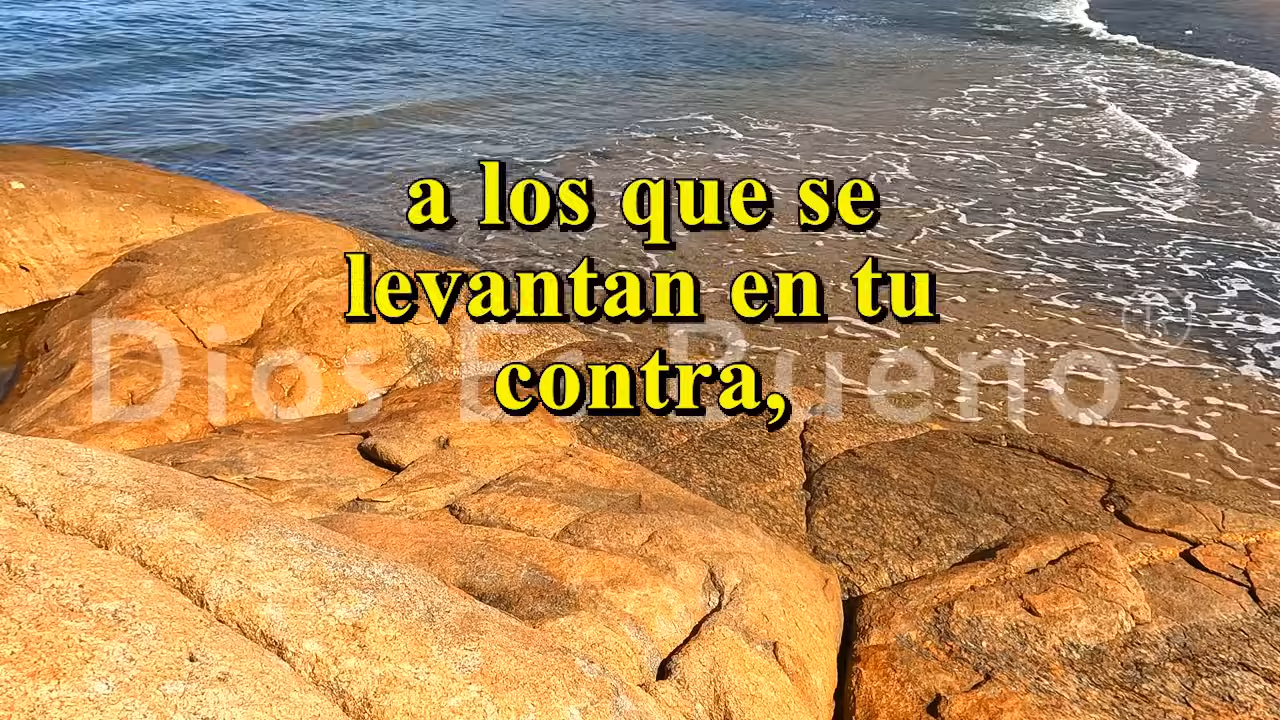 a los que se
levantan en tu
contra,
Dios Es Bueno